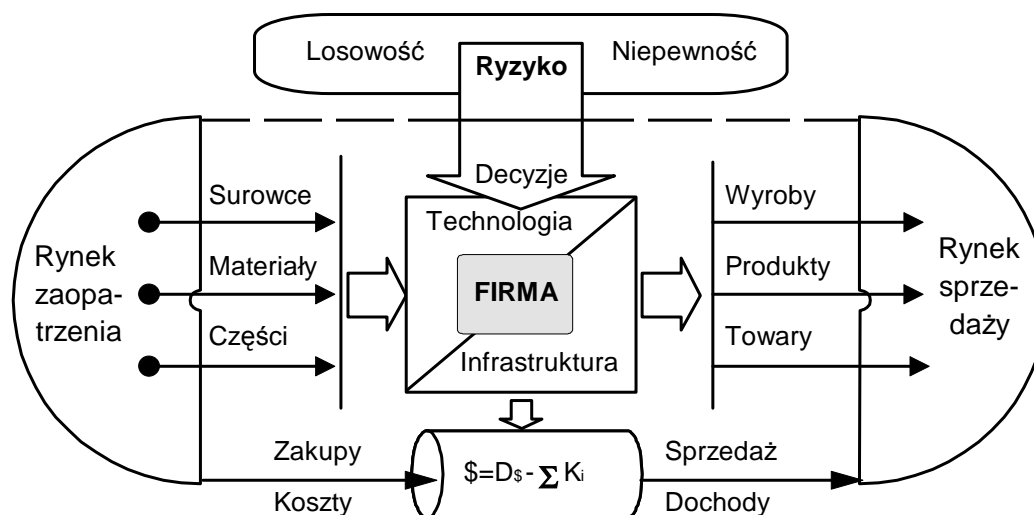 Losowość
Ryzyko
Niepewność
Decyzje
Surowce
Technologia
Wyroby
Rynek
zaopa-
trzenia
Materiały
FIRMA
Produkty
Rynek
sprze-
daży
Części
Infrastruktura
Towary
Zakupy
$=D$ - ∑ Ki
Sprzedaż
Koszty
Dochody